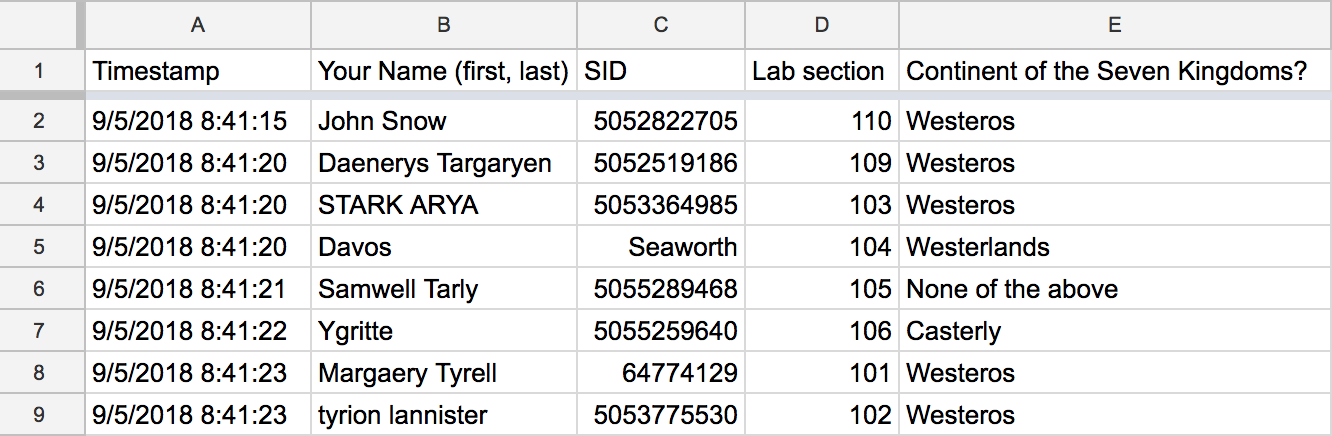 A B C D E
1 Timestamp Your Name (first, last) SID Lab section Continent of the Seven Kingdoms?
2 9/5/2018 8:41:15 John Snow 5052822705 110 Westeros
3 9/5/2018 8:41:20 Daenerys Targaryen 5052519186 109 Westeros
4 9/5/2018 8:41:20 STARK ARYA 5053364985 103 Westeros
5 9/5/2018 8:41:20 Davos Seaworth 104 Westerlands
6 9/5/2018 8:41:21 Samwell Tarly 5055289468 105 None of the above
7 9/5/2018 8:41:22 Ygritte 5055259640 106 Casterly
8 9/5/2018 8:41:23 Margaery Tyrell 64774129 101 Westeros
9 9/5/2018 8:41:23 tyrion lannister 5053775530 102 Westeros